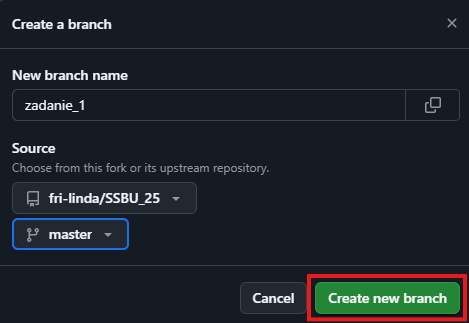 Create a branch
New branch name
zadanie_1
Source
Choose from this fork or its upstream repository.
fri-linda/SSBU_25
master
Cancel
Create new branch